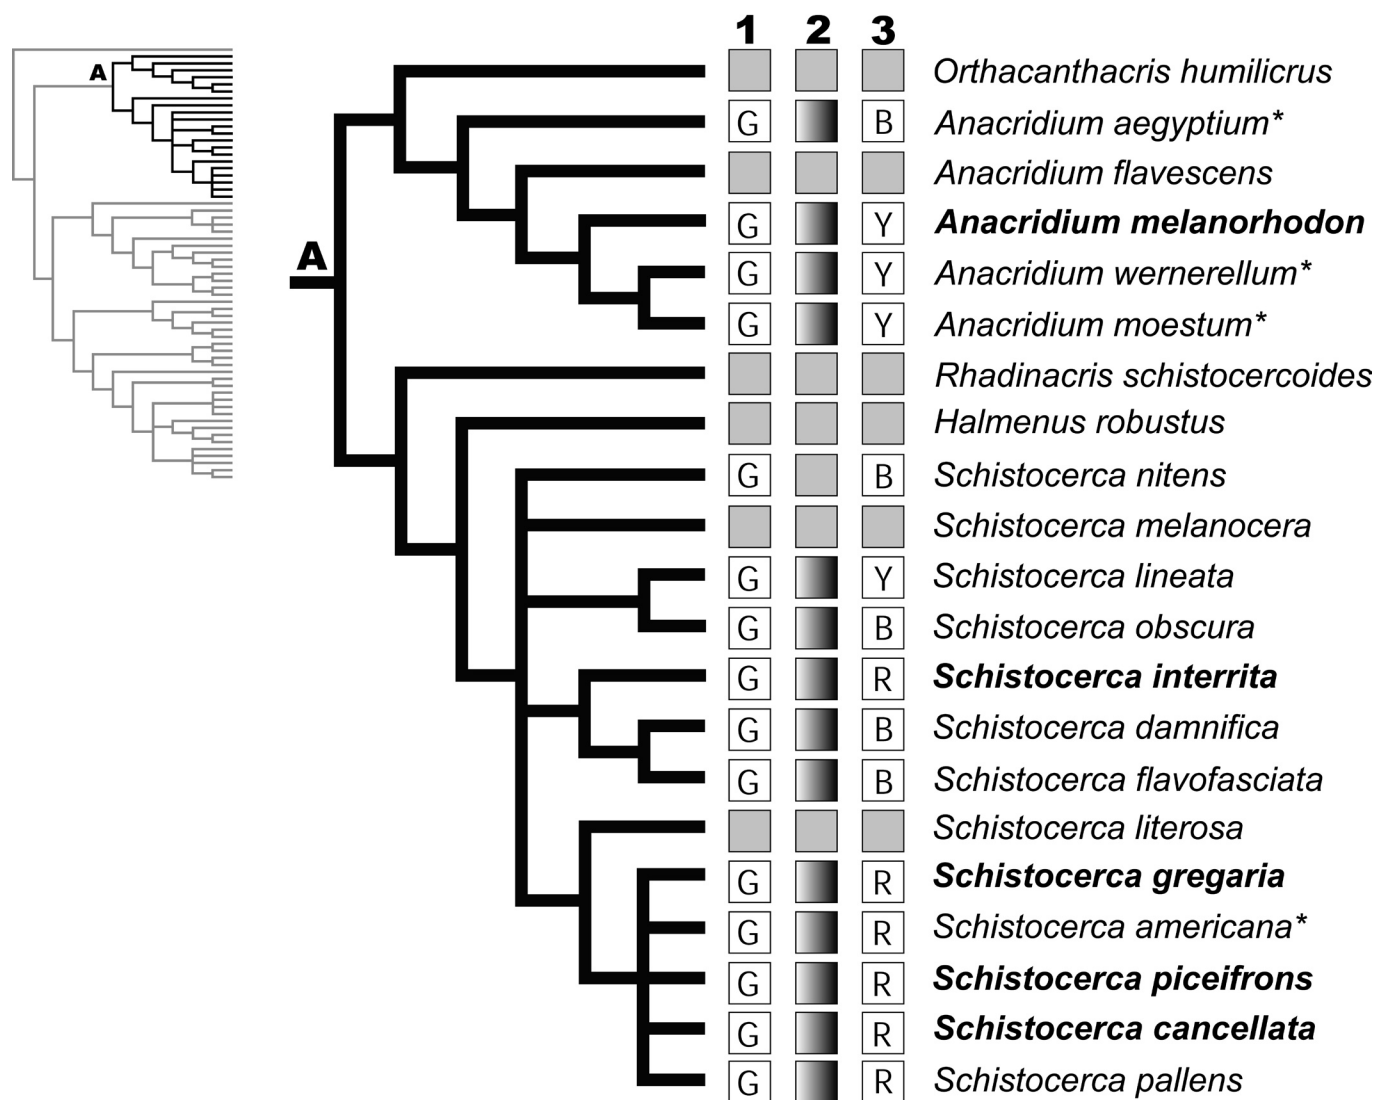 1 2 3
A
Orthacanthacris humilicrus
G B Anacridium aegyptium*
Anacridium flavescens
G Y Anacridium melanorhodon
A
G Y Anacridium wernerellum*
G Y Anacridium moestum*
Rhadinacris schistocercoides
Halmenus robustus
G B Schistocerca nitens
Schistocerca melanocera
G Y Schistocerca lineata
G B Schistocerca obscura
G R Schistocerca interrita
G B Schistocerca damnifica
G B Schistocerca flavofasciata
Schistocerca literosa
G R Schistocerca gregaria
G R Schistocerca americana*
G R Schistocerca piceifrons
G R Schistocerca cancellata
G R Schistocerca pallens